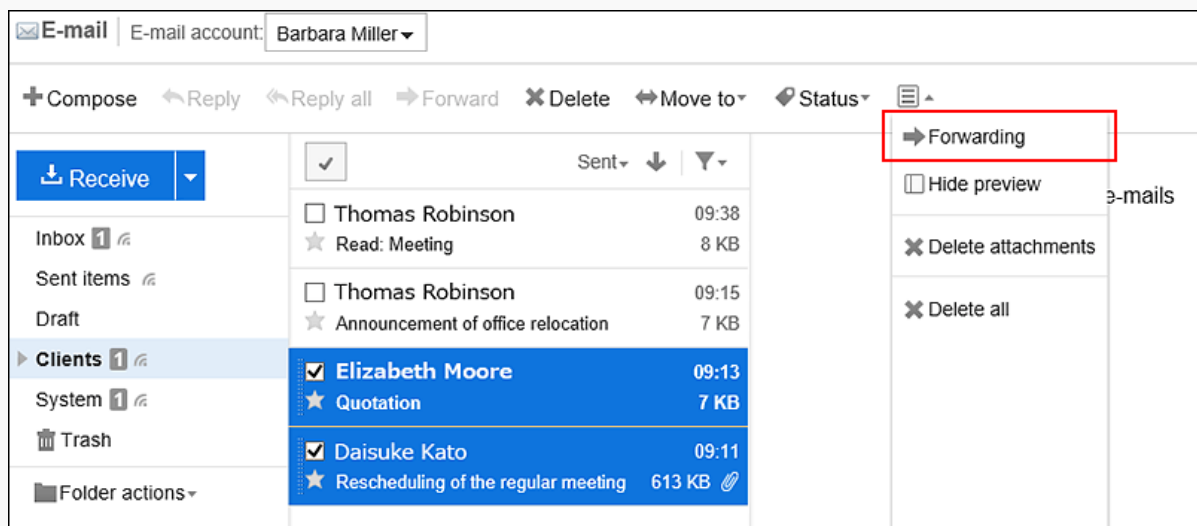 E-mail E-mail account: Barbara Miller
Compose Reply Reply all Forward Delete Move to Status
Forwarding
Hide preview
Delete attachments
Delete all
e-mails
Receive
Inbox 1
Sent items
Draft
Clients 1
System 1
Trash
Folder actions
Sent
Thomas Robinson 09:38
Read: Meeting 8 KB
Thomas Robinson 09:15
Announcement of office relocation 7 KB
Elizabeth Moore 09:13
Quotation 7 KB
Daisuke Kato 09:11
Rescheduling of the regular meeting 613 KB